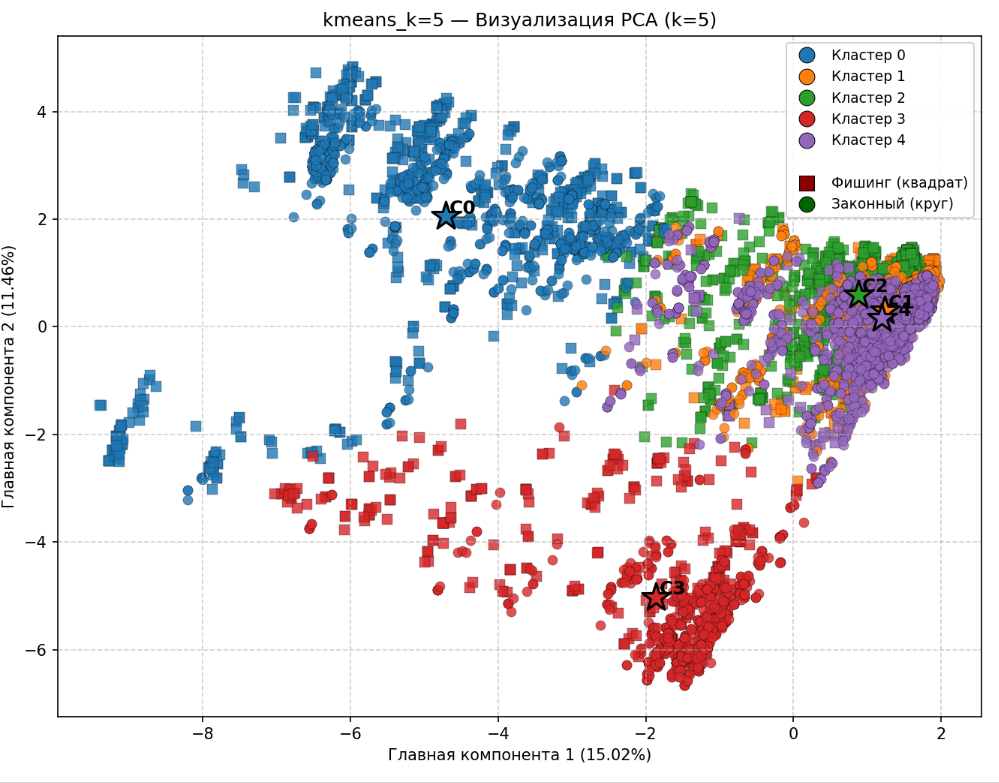 kmeans_k=5 — Визуализация PCA (k=5)
Кластер 0
Кластер 1
Кластер 2
Кластер 3
Кластер 4
Фишинг (квадрат)
Законный (круг)
C0
C2
C1
C3
4
2
0
−2
−4
−6
Главная компонента 2 (11.46%)
−8
−6
−4
−2
0
2
Главная компонента 1 (15.02%)